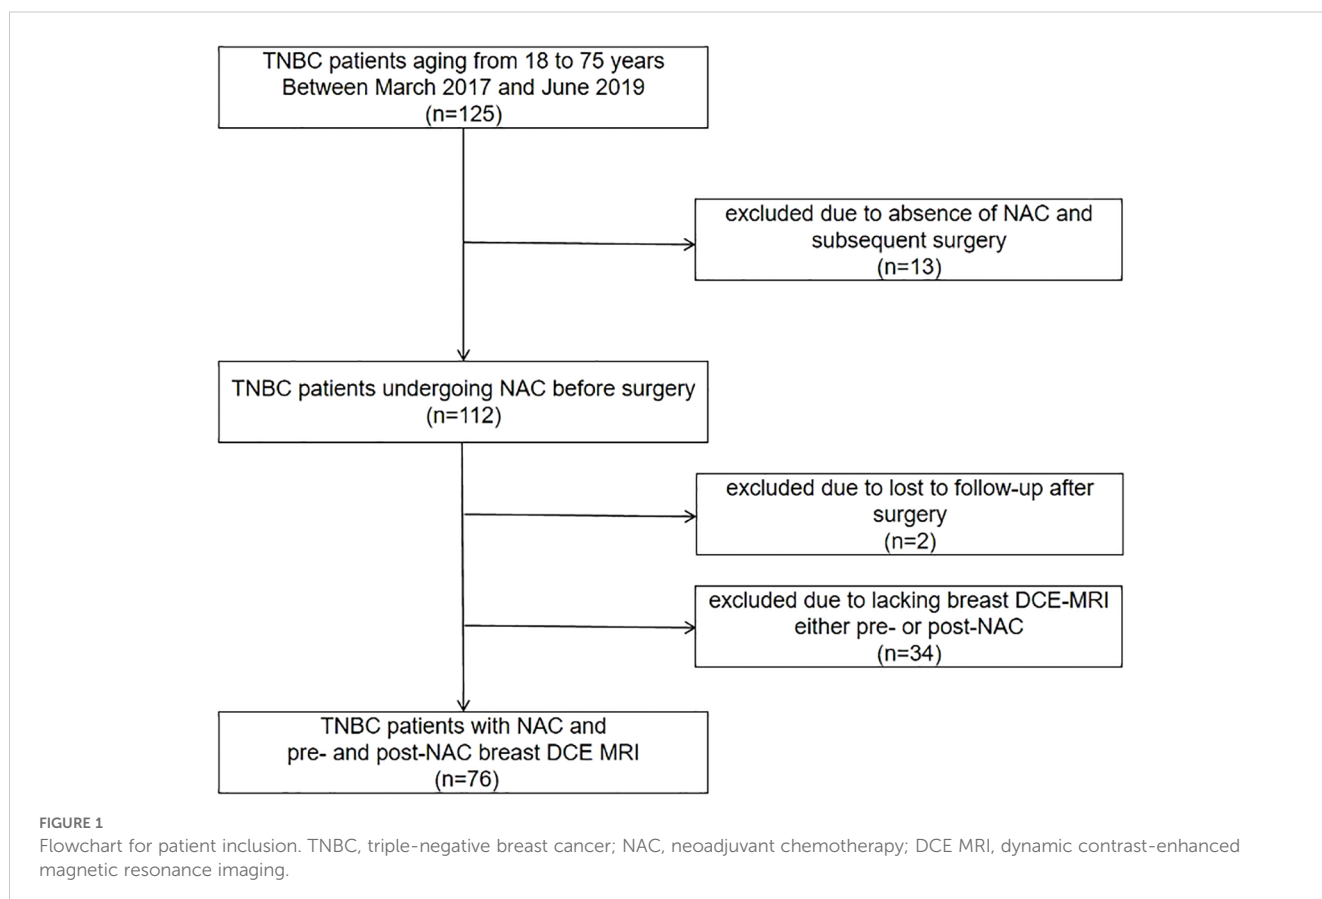 TNBC patients aging from 18 to 75 years
Between March 2017 and June 2019
(n=125)
excluded due to absence of NAC and
subsequent surgery
(n=13)
TNBC patients undergoing NAC before surgery
(n=112)
excluded due to lost to follow-up after
surgery
(n=2)
excluded due to lacking breast DCE-MRI
either pre- or post-NAC
(n=34)
TNBC patients with NAC and
pre- and post-NAC breast DCE MRI
(n=76)
FIGURE 1
Flowchart for patient inclusion. TNBC, triple-negative breast cancer; NAC, neoadjuvant chemotherapy; DCE MRI, dynamic contrast-enhanced
magnetic resonance imaging.